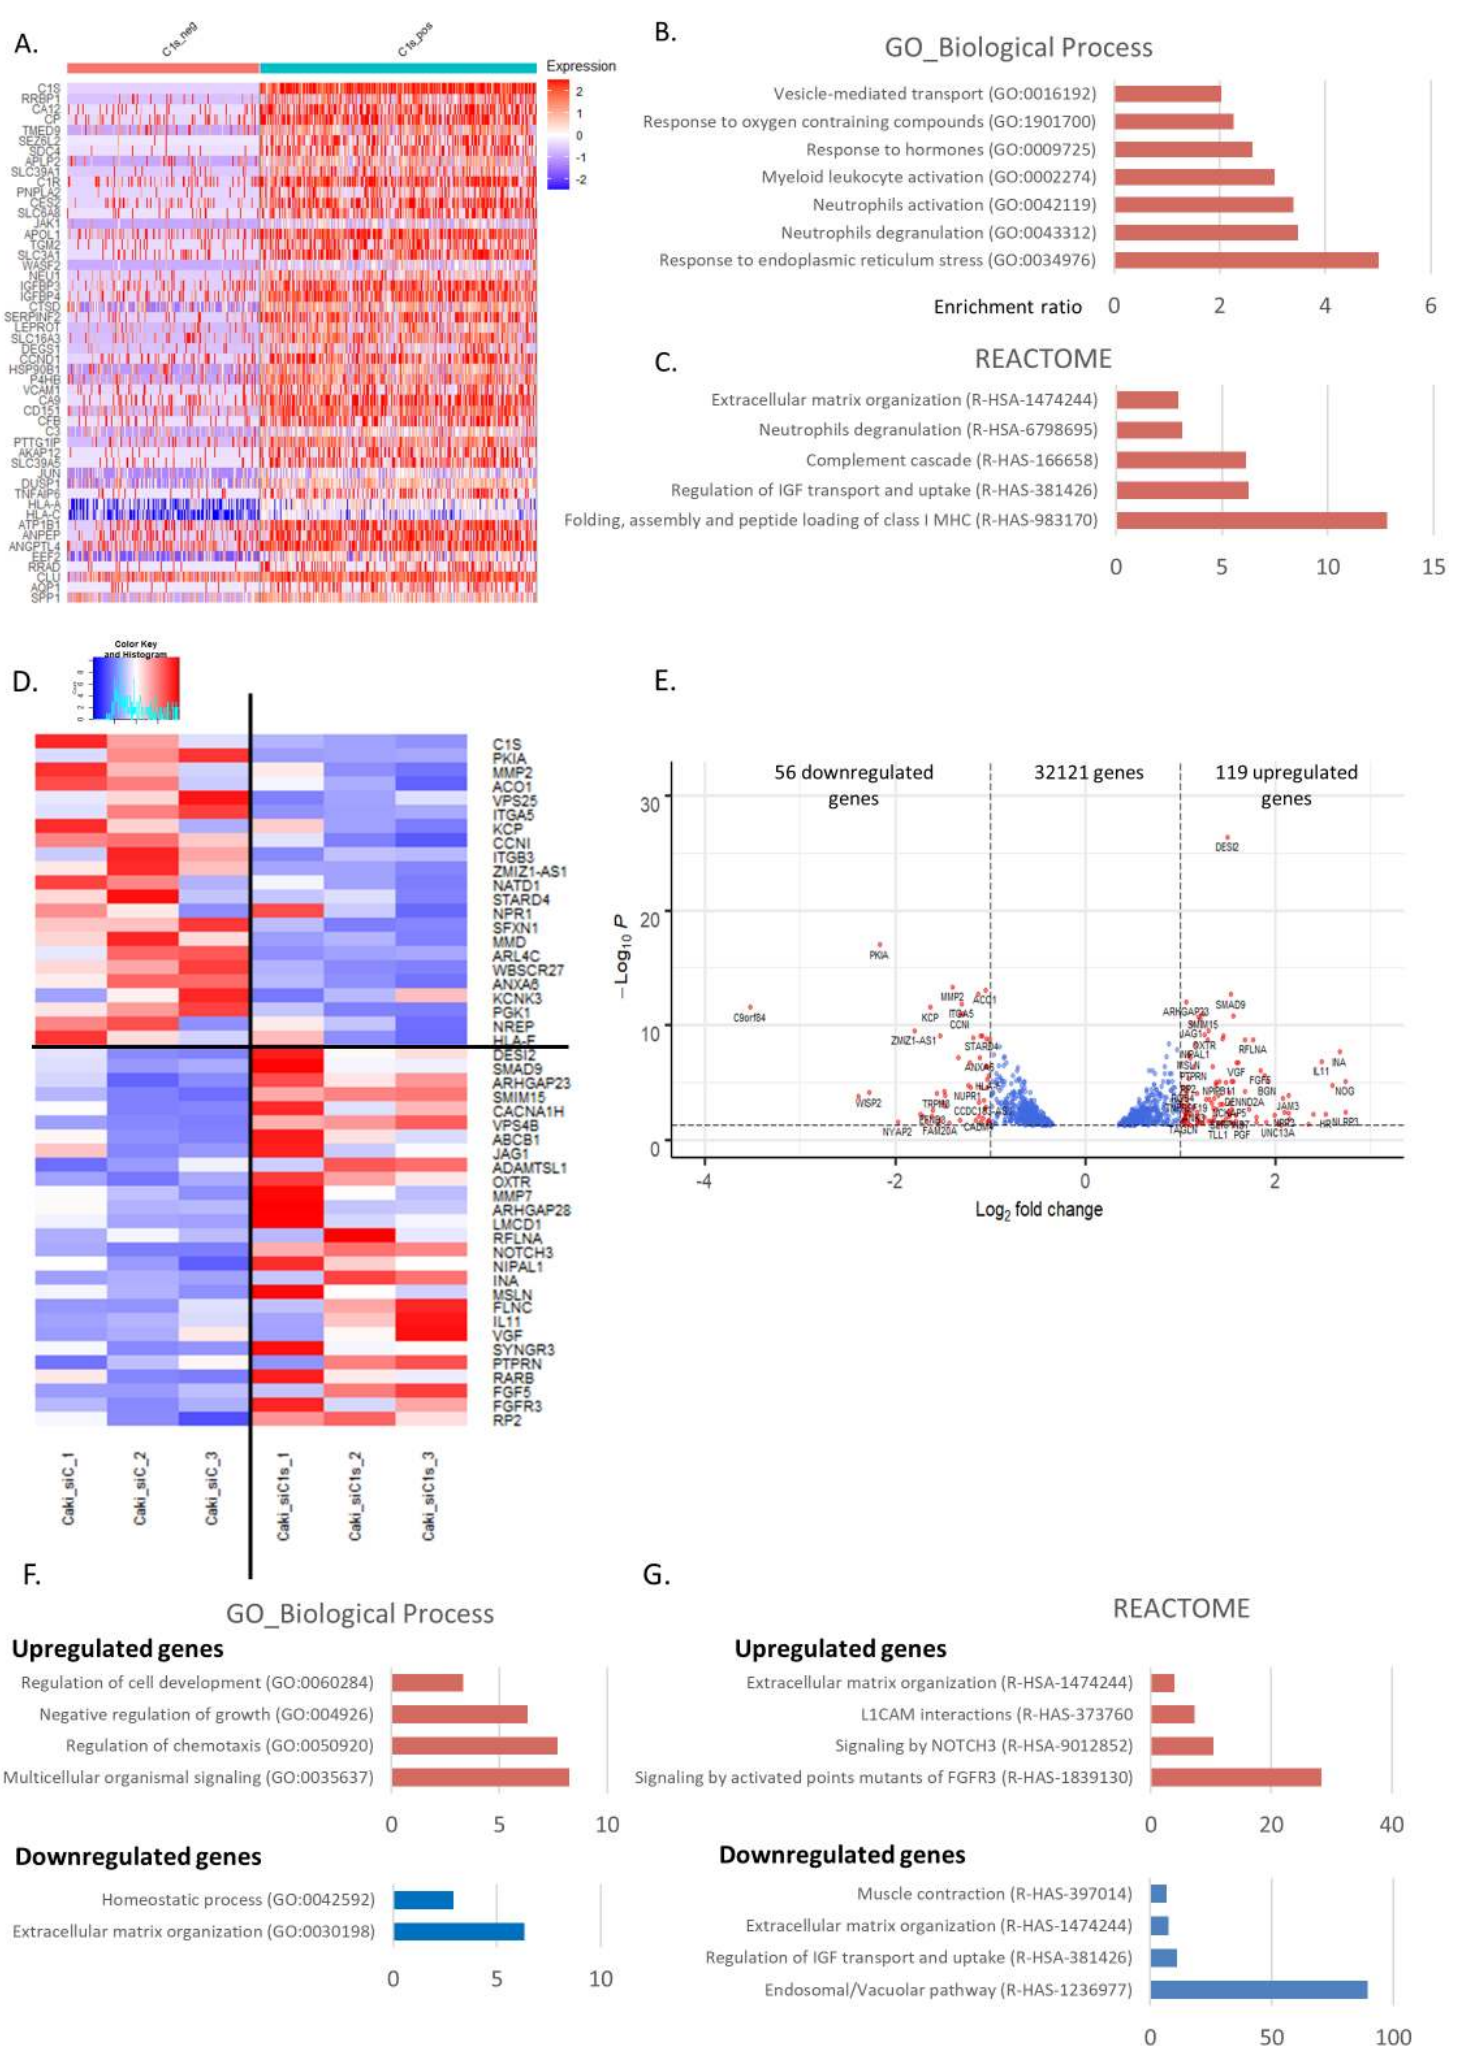 A.
C1s_neg
C1s_pos
Expression
2
1
0
-1
-2
C1S
RRBP1
CA12
CP
TMED9
SEZ6L2
SDC4
APLP2
SLC39A1
C1R
PNPLA2
CES2
SLC6A8
JAK1
APOL1
TGM2
SLC3A1
WASF2
NEU1
IGFBP3
IGFBP4
CTSD
SERPINF2
LEPROT
SLC16A3
DEGS1
CCND1
HSP90B1
P4HB
VCAM1
CA9
CD151
CFB
C3
PTTG1IP
AKAP12
SLC39A5
JUN
DUSP1
TNFAIP6
HLA-A
HLA-C
ATP1B1
ANPEP
ANGPTL4
EEF2
RRAD
CLU
AQP1
SPP1
B.
GO_Biological Process
Vesicle-mediated transport (GO:0016192)
Response to oxygen contraining compounds (GO:1901700)
Response to hormones (GO:0009725)
Myeloid leukocyte activation (GO:0002274)
Neutrophils activation (GO:0042119)
Neutrophils degranulation (GO:0043312)
Response to endoplasmic reticulum stress (GO:0034976)
Enrichment ratio
0 2 4 6
C.
REACTOME
Extracellular matrix organization (R-HSA-1474244)
Neutrophils degranulation (R-HSA-6798695)
Complement cascade (R-HAS-166658)
Regulation of IGF transport and uptake (R-HAS-381426)
Folding, assembly and peptide loading of class I MHC (R-HAS-983170)
0 5 10 15
D.
Color Key
and Histogram
0 2 4 6 8
C1S
PKIA
MMP2
ACO1
VPS25
ITGA5
KCP
CCNI
ITGB3
ZMIZ1-AS1
NATD1
STARD4
NPR1
SFXN1
MMD
ARL4C
WBSCR27
ANXA6
KCNK3
PGK1
NREP
HLA-F
DESI2
SMAD9
ARHGAP23
SMIM15
CACNA1H
VPS4B
ABCB1
JAG1
ADAMTSL1
OXTR
MMP7
ARHGAP28
LMCD1
RFLNA
NOTCH3
NIPAL1
INA
MSLN
FLNC
IL11
VGF
SYNGR3
PTPRN
RARB
FGF5
FGFR3
RP2
Caki_siC_1
Caki_siC_2
Caki_siC_3
Caki_siC1s_1
Caki_siC1s_2
Caki_siC1s_3
E.
56 downregulated
genes
32121 genes
119 upregulated
genes
30
20
10
0
−Log10 P
DESI2
PKIA
C9orf84
MMP2
ACO1
KCP
ITGA5
CCNI
ZMIZ1-AS1
STARD4
ANXA6
NUPR1
WISP2
TRPM3
NYAP2
FAM20A
CADM4
SMAD9
ARHGAP23
SMIM15
JAG1
OXTR
RFLNA
NIPAL1
MSLN
PTPRN
VGF
INA
IL11
FGF5
BGN
NOG
RP2
DENND2A
JAM3
TAGLN
TLL1
PGF
UNC13A
HR
NLRP3
-4 -2 0 2
Log2 fold change
F.
GO_Biological Process
Upregulated genes
Regulation of cell development (GO:0060284)
Negative regulation of growth (GO:004926)
Regulation of chemotaxis (GO:0050920)
Multicellular organismal signaling (GO:0035637)
0 5 10
Downregulated genes
Homeostatic process (GO:0042592)
Extracellular matrix organization (GO:0030198)
0 5 10
G.
REACTOME
Upregulated genes
Extracellular matrix organization (R-HSA-1474244)
L1CAM interactions (R-HAS-373760
Signaling by NOTCH3 (R-HSA-9012852)
Signaling by activated points mutants of FGFR3 (R-HAS-1839130)
0 20 40
Downregulated genes
Muscle contraction (R-HAS-397014)
Extracellular matrix organization (R-HAS-1474244)
Regulation of IGF transport and uptake (R-HSA-381426)
Endosomal/Vacuolar pathway (R-HAS-1236977)
0 50 100